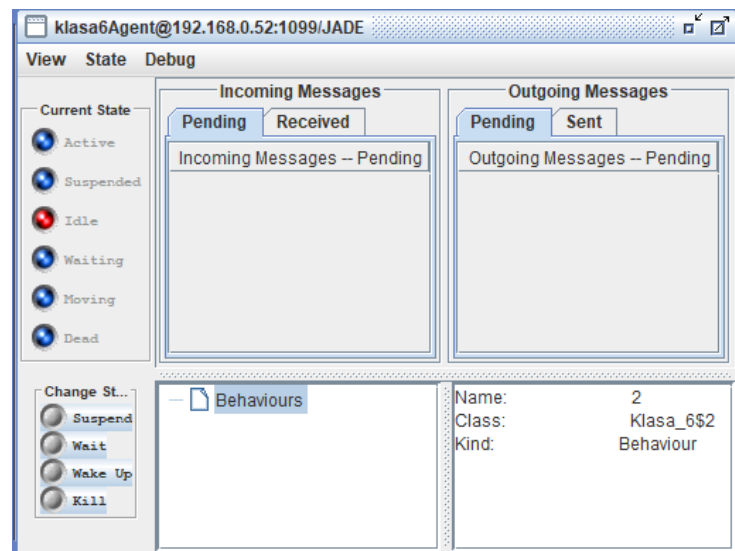 klasa6Agent@192.168.0.52:1099/JADE
View State Debug
Current State
Active
Suspended
Idle
Waiting
Moving
Dead
Incoming Messages
Pending Received
Incoming Messages -- Pending
Outgoing Messages
Pending Sent
Outgoing Messages -- Pending
Change St...
Suspend
Wait
Wake Up
Kill
Behaviours
Name: 2
Class: Klasa_6$2
Kind: Behaviour